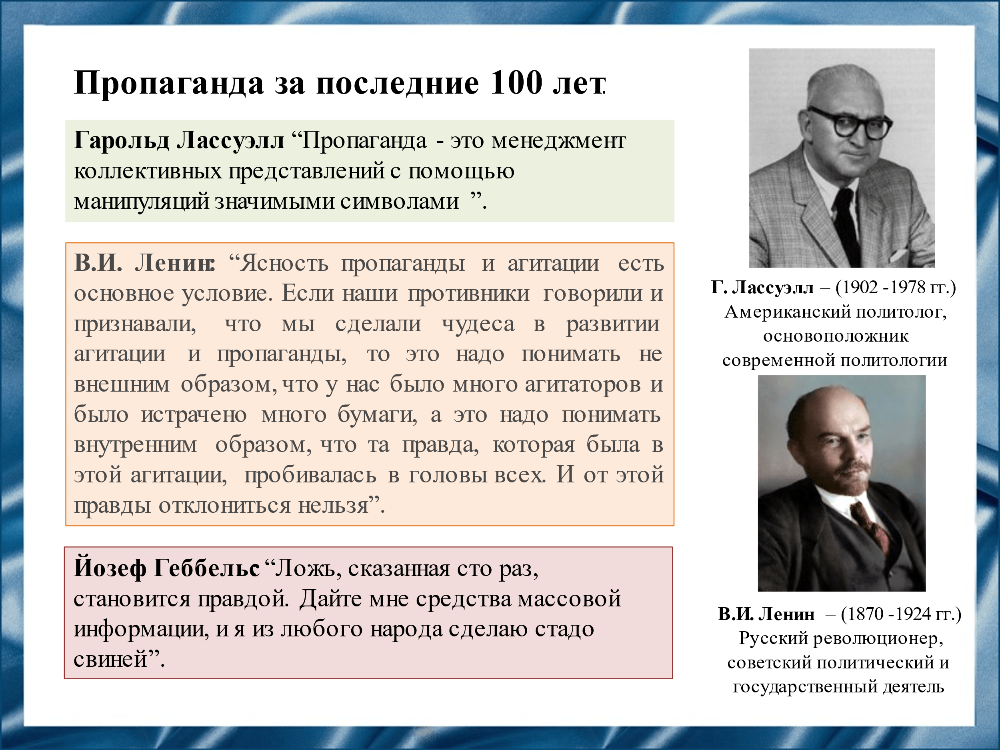 Пропаганда за последние 100 лет.
Гарольд Лассуэлл “Пропаганда - это менеджмент
коллективных представлений с помощью
манипуляций значимыми символами ”.
В.И. Ленин: “Ясность пропаганды и агитации есть
основное условие. Если наши противники говорили и
признавали, что мы сделали чудеса в развитии
агитации и пропаганды, то это надо понимать не
внешним образом, что у нас было много агитаторов и
было истрачено много бумаги, а это надо понимать
внутренним образом, что та правда, которая была в
этой агитации, пробивалась в головы всех. И от этой
правды отклониться нельзя”.
Йозеф Геббельс: “Ложь, сказанная сто раз,
становится правдой. Дайте мне средства массовой
информации, и я из любого народа сделаю стадо
свиней”.
Г. Лассуэлл – (1902 -1978 гг.)
Американский политолог,
основоположник
современной политологии
В.И. Ленин – (1870 -1924 гг.)
Русский революционер,
советский политический и
государственный деятель